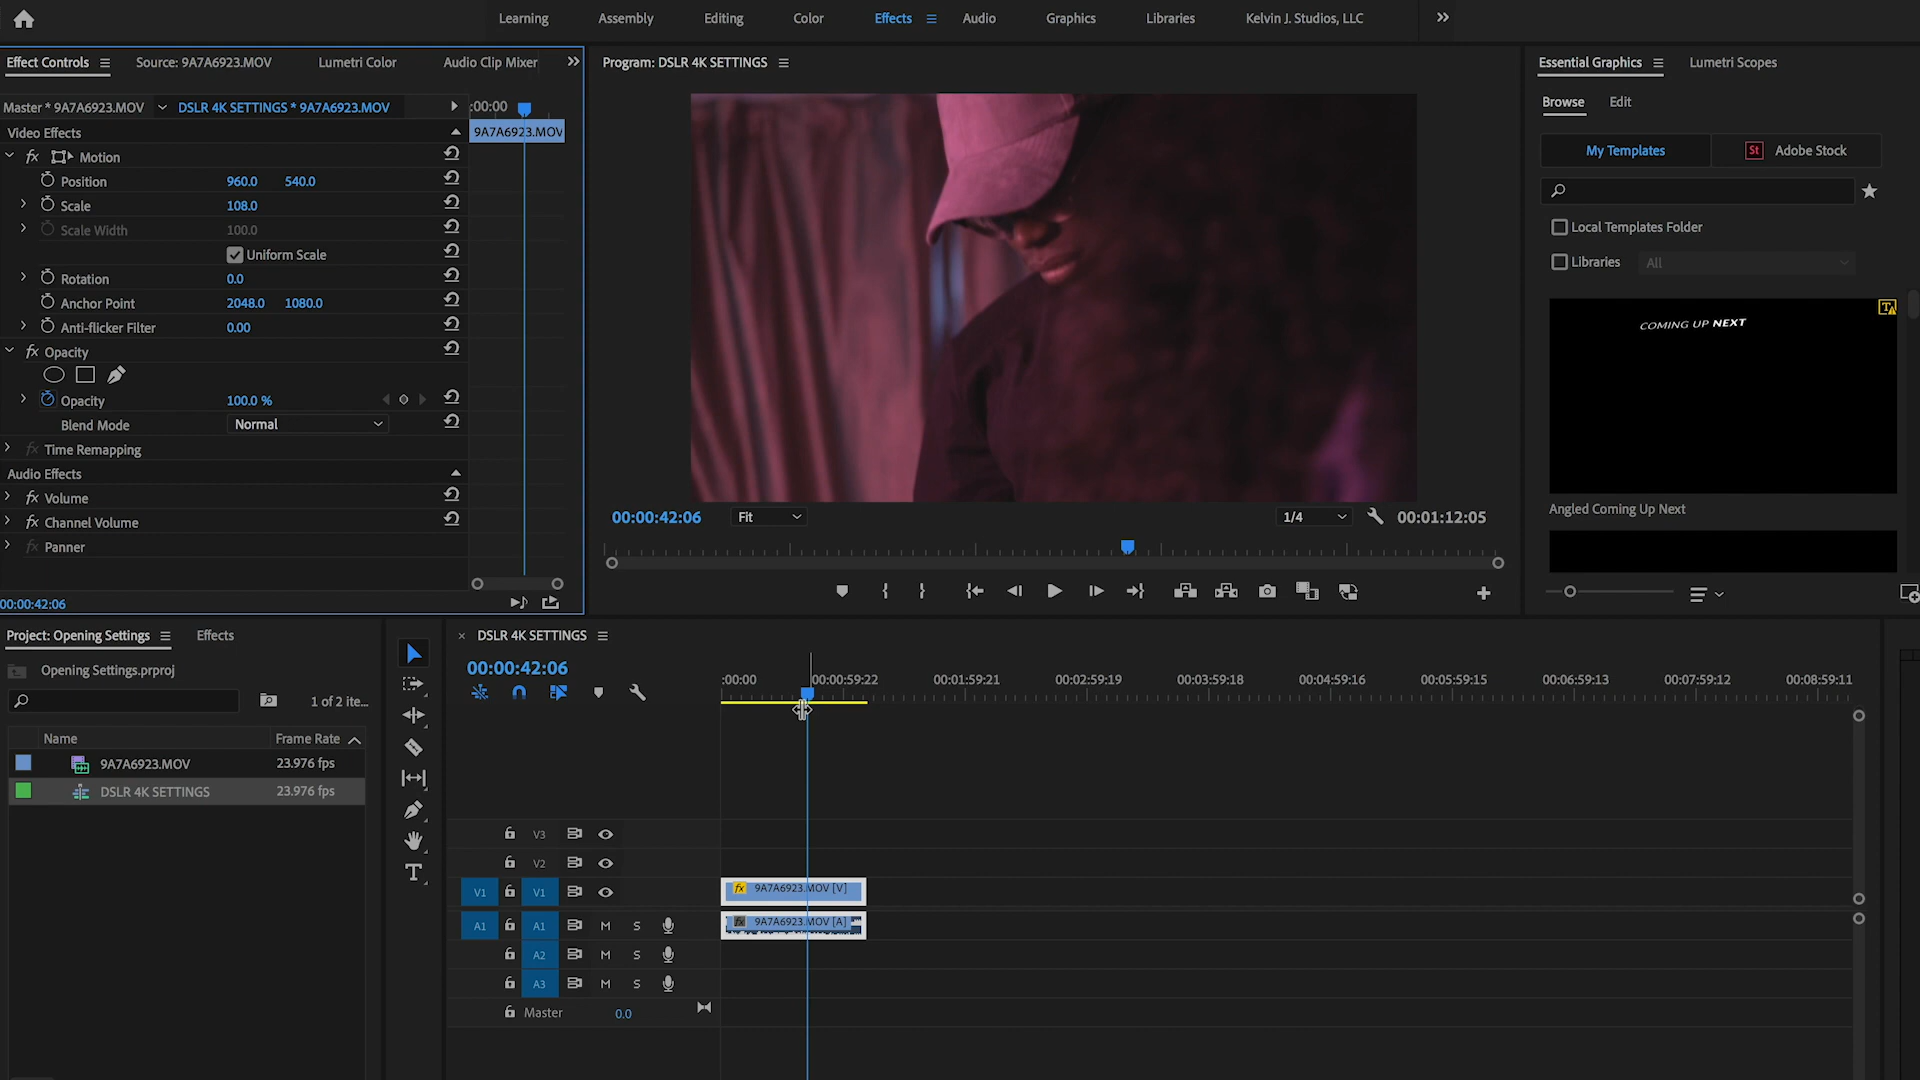 Learning Assembly Editing Color Effects Audio Graphics Libraries Kelvin J. Studios, LLC
Effect Controls Source: 9A7A6923.MOV Lumetri Color Audio Clip Mixer
Master * 9A7A6923.MOV DSLR 4K SETTINGS * 9A7A6923.MOV
:00:00
Video Effects
9A7A6923.MOV
fx Motion
Position 960.0 540.0
Scale 108.0
Scale Width 100.0
Uniform Scale
Rotation 0.0
Anchor Point 2048.0 1080.0
Anti-flicker Filter 0.00
fx Opacity
Opacity 100.0 %
Blend Mode Normal
fx Time Remapping
Audio Effects
fx Volume
fx Channel Volume
fx Panner
00:00:42:06
Program: DSLR 4K SETTINGS
00:00:42:06 Fit 1/4 00:01:12:05
Essential Graphics Lumetri Scopes
Browse Edit
My Templates St Adobe Stock
Local Templates Folder
Libraries All
COMING UP NEXT
Angled Coming Up Next
Project: Opening Settings Effects
Opening Settings.prproj
1 of 2 ite...
Name Frame Rate
9A7A6923.MOV 23.976 fps
DSLR 4K SETTINGS 23.976 fps
T
× DSLR 4K SETTINGS
00:00:42:06
:00:00 00:00:59:22 00:01:59:21 00:02:59:19 00:03:59:18 00:04:59:16 00:05:59:15 00:06:59:13 00:07:59:12 00:08:59:11
V3
V2
V1 V1 fx 9A7A6923.MOV [V]
A1 A1 M S fx 9A7A6923.MOV [A]
A2 M S
A3 M S
Master 0.0